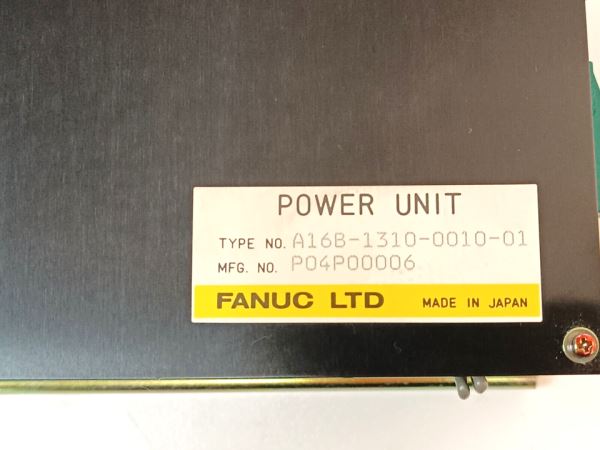 POWER UNIT
TYPE NO. A16B-1310-0010-01
MFG. NO. P04P00006
FANUC LTD MADE IN JAPAN